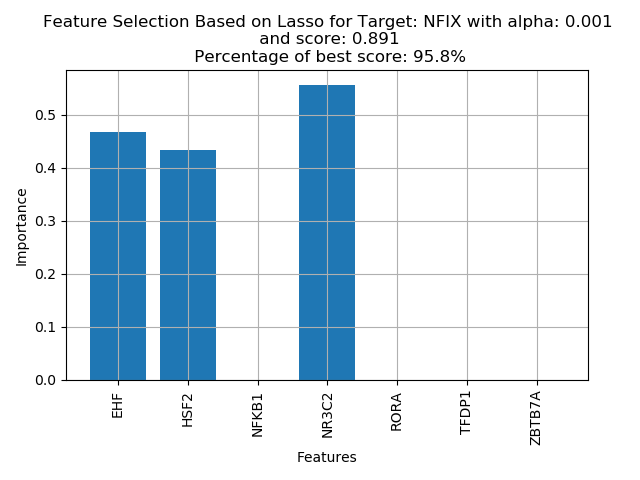 Feature Selection Based on Lasso for Target: NFIX with alpha: 0.001
and score: 0.891
Percentage of best score: 95.8%
0.5
0.4
0.3
0.2
0.1
0.0
Importance
EHF
HSF2
NFKB1
NR3C2
RORA
TFDP1
ZBTB7A
Features